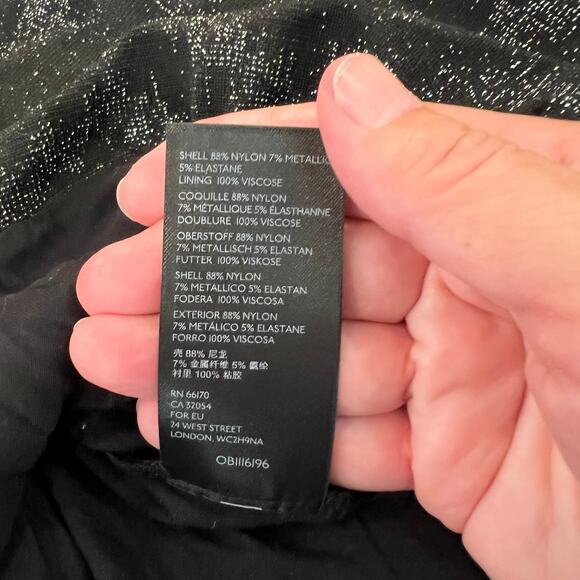 SHELL 88% NYLON 7% METALLIC
5% ELASTANE
LINING 100% VISCOSE
COQUILLE 88% NYLON
7% MÉTALLIQUE 5% ÉLASTHANNE
DOUBLURE 100% VISCOSE
OBERSTOFF 88% NYLON
7% METALLISCH 5% ELASTAN
FUTTER 100% VISKOSE
SHELL 88% NYLON
7% METALLICO 5% ELASTAN
FODERA 100% VISCOSA
EXTERIOR 88% NYLON
7% METÁLICO 5% ELASTANE
FORRO 100% VISCOSA
壳 88% 尼龙
7% 金属纤维 5% 氨纶
衬里 100% 粘胶
RN 66170
CA 32054
FOR EU
24 WEST STREET
LONDON, WC2H9NA
OB1116196